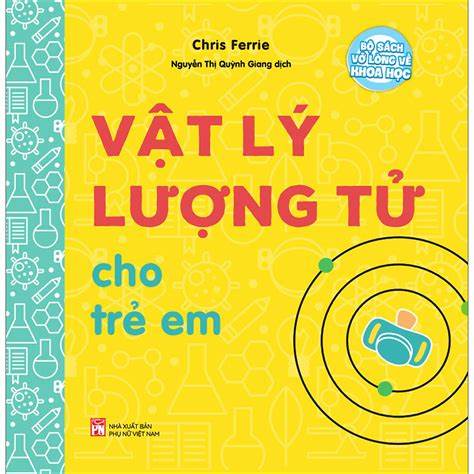 Chris Ferrie
Nguyễn Thị Quỳnh Giang dịch
BỘ SÁCH
VỠ LÒNG VỀ
KHOA HỌC
VẬT LÝ
LƯỢNG TỬ
cho
trẻ em
PN
NHÀ XUẤT BẢN
PHỤ NỮ VIỆT NAM